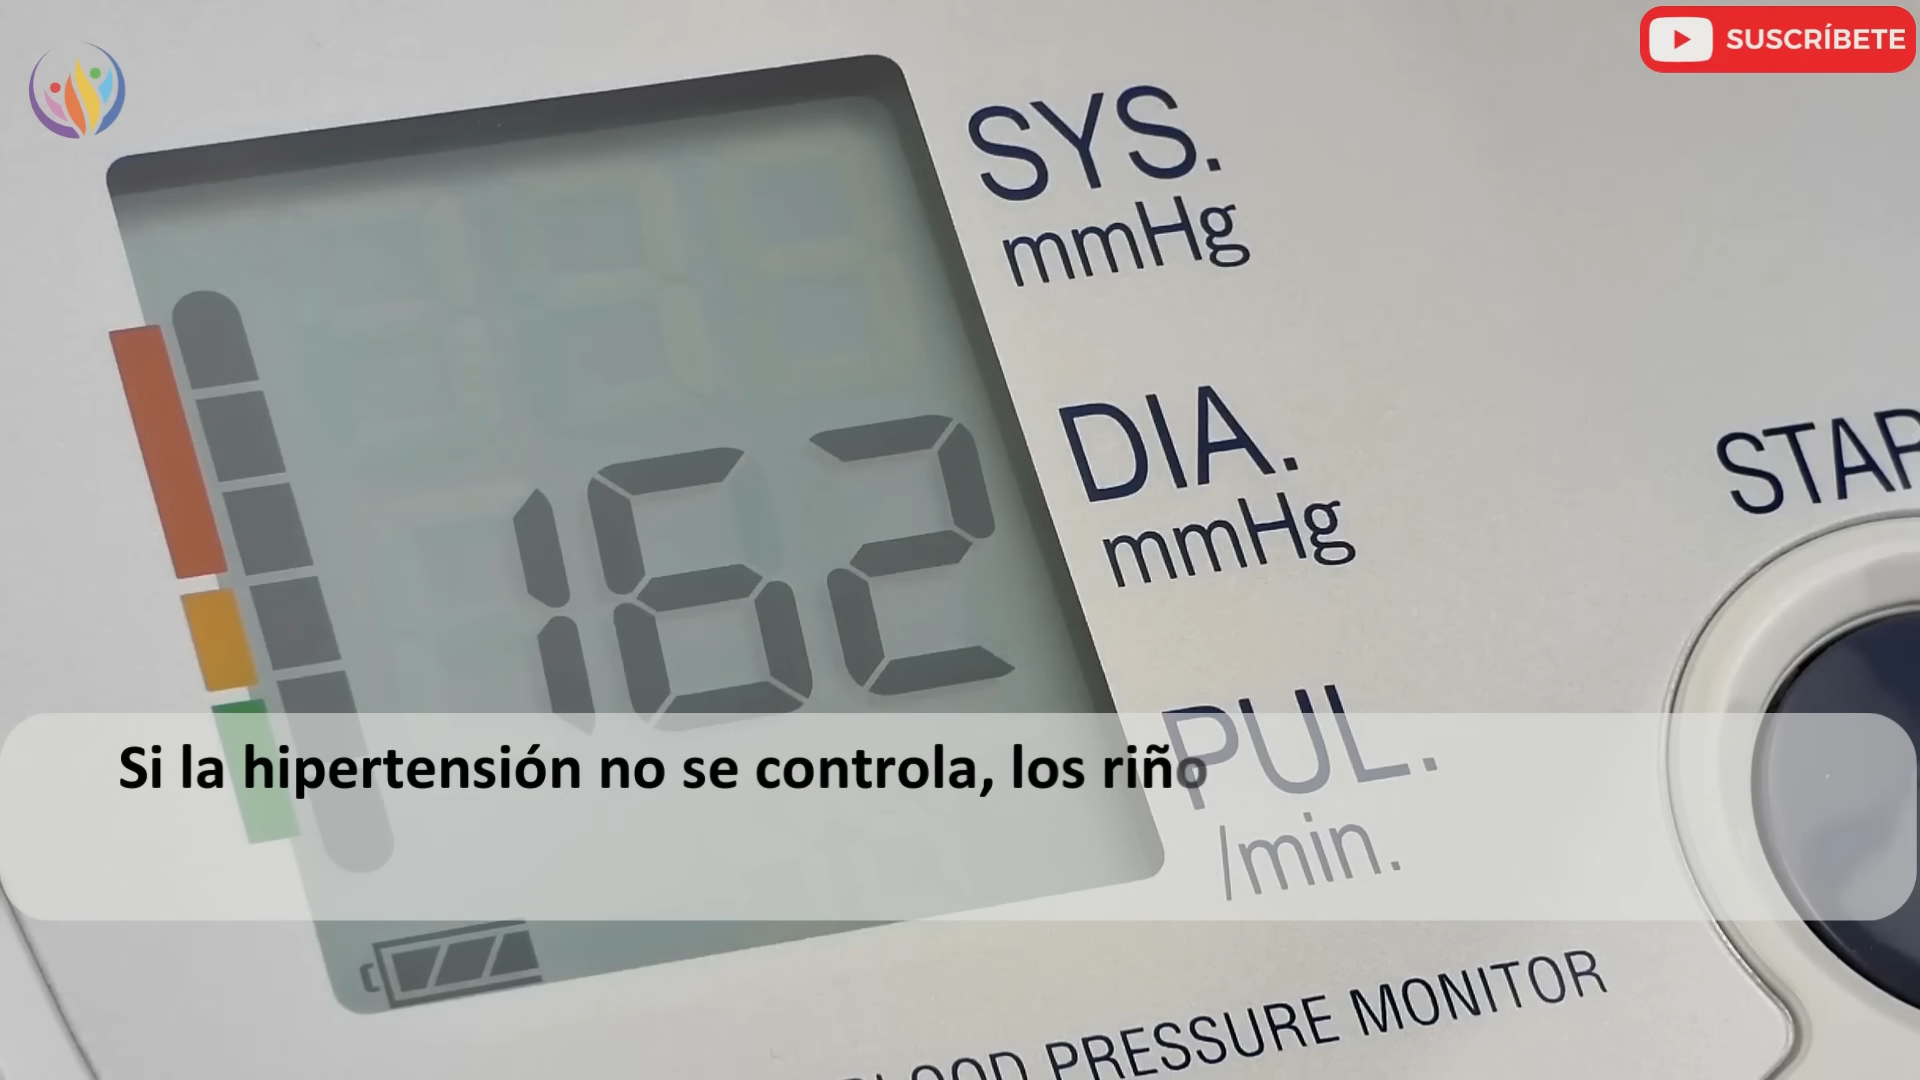 SUSCRÍBETE
SYS.
mmHg
162
DIA.
mmHg
STAR
PUL.
/min.
Si la hipertensión no se controla, los riño
BLOOD PRESSURE MONITOR